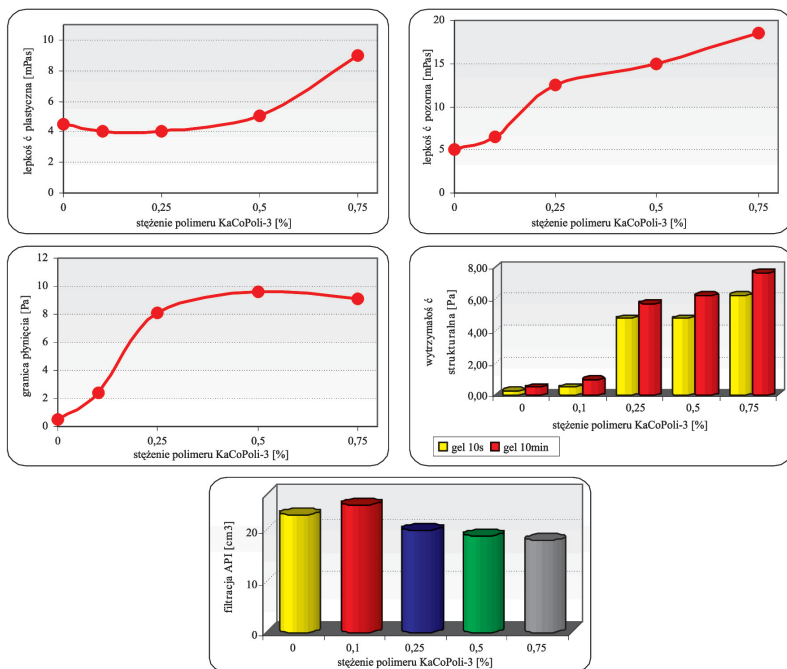 lepkoś ć plastyczna [mPas]
10
8
6
4
2
0
0 0,25 0,5 0,75
stężenie polimeru KaCoPoli-3 [%]
lepkoś ć pozorna [mPas]
20
15
10
5
0
0 0,25 0,5 0,75
stężenie polimeru KaCoPoli-3 [%]
granica płynięcia [Pa]
12
10
8
6
4
2
0
0 0,25 0,5 0,75
stężenie polimeru KaCoPoli-3 [%]
wytrzymałoś ć
strukturalna [Pa]
8,00
6,00
4,00
2,00
0,00
0 0,1 0,25 0,5 0,75
stężenie polimeru KaCoPoli-3 [%]
gel 10s gel 10min
filtracja API [cm3]
20
10
0
0 0,1 0,25 0,5 0,75
stężenie polimeru KaCoPoli-3 [%]